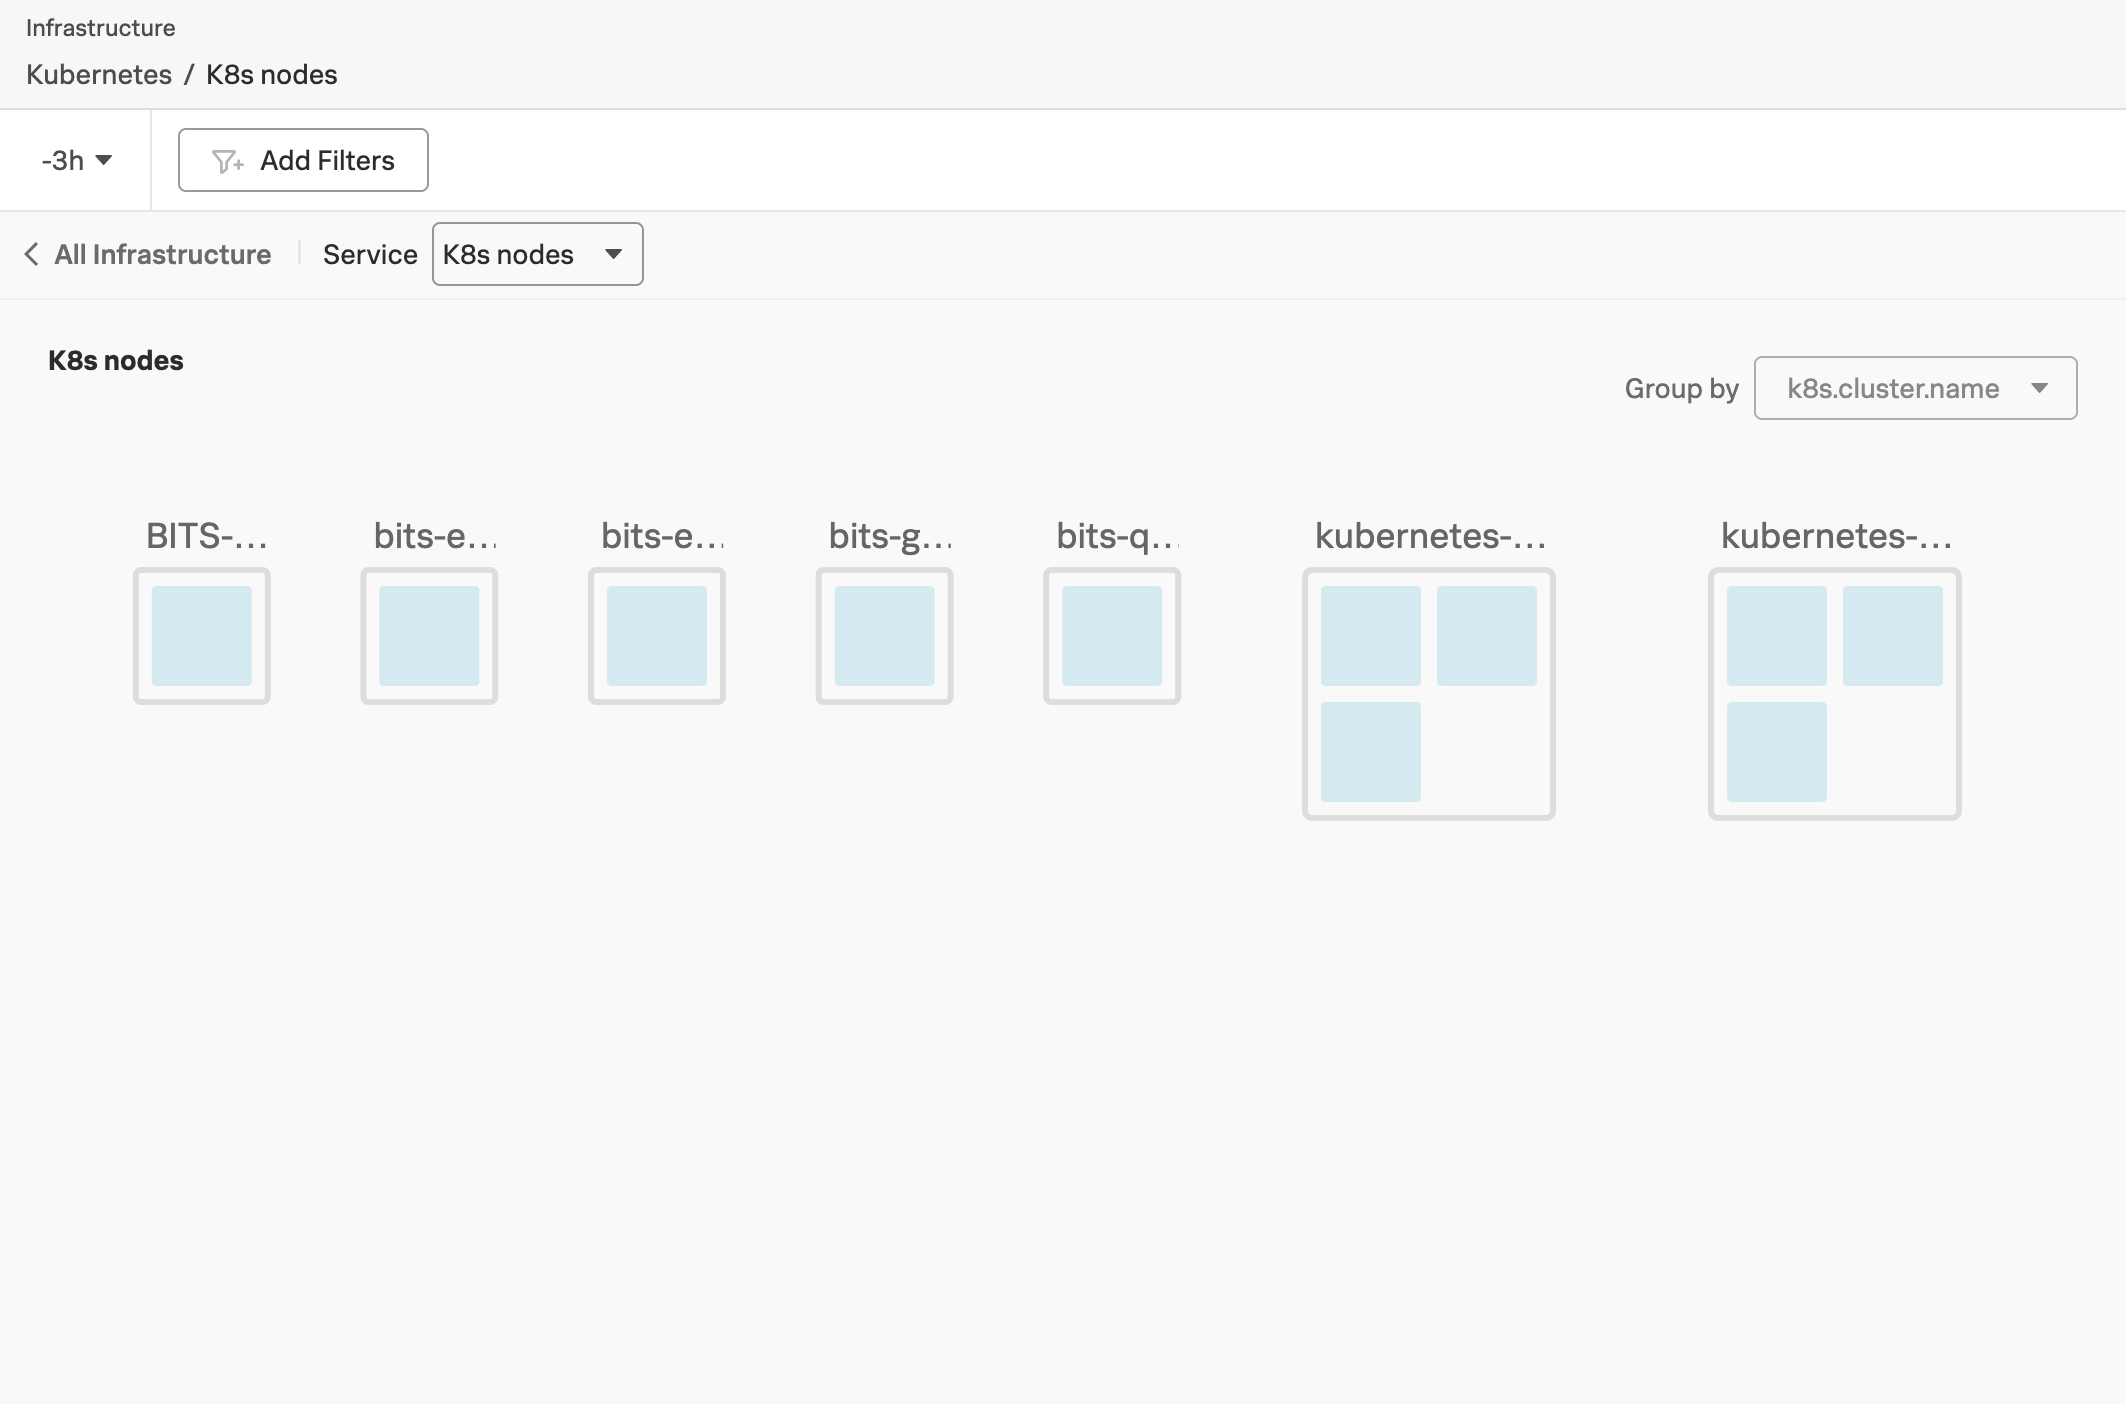 Infrastructure
Kubernetes / K8s nodes
-3h
Add Filters
All Infrastructure
Service
K8s nodes
K8s nodes
Group by
k8s.cluster.name
BITS-...
bits-e...
bits-e...
bits-g...
bits-q...
kubernetes-...
kubernetes-...